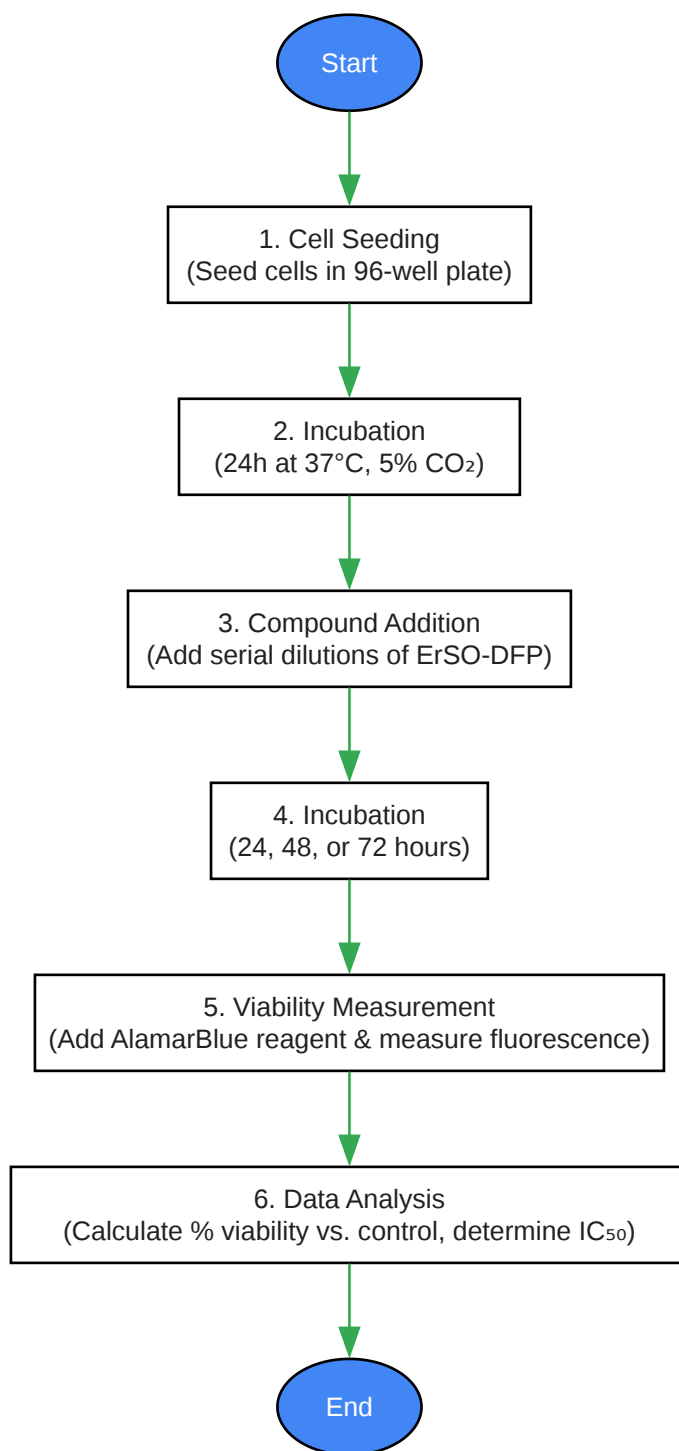 Start
1. Cell Seeding
(Seed cells in 96-well plate)
2. Incubation
(24h at 37°C, 5% CO₂)
3. Compound Addition
(Add serial dilutions of ErSO-DFP)
4. Incubation
(24, 48, or 72 hours)
5. Viability Measurement
(Add AlamarBlue reagent & measure fluorescence)
6. Data Analysis
(Calculate % viability vs. control, determine IC₅₀)
End